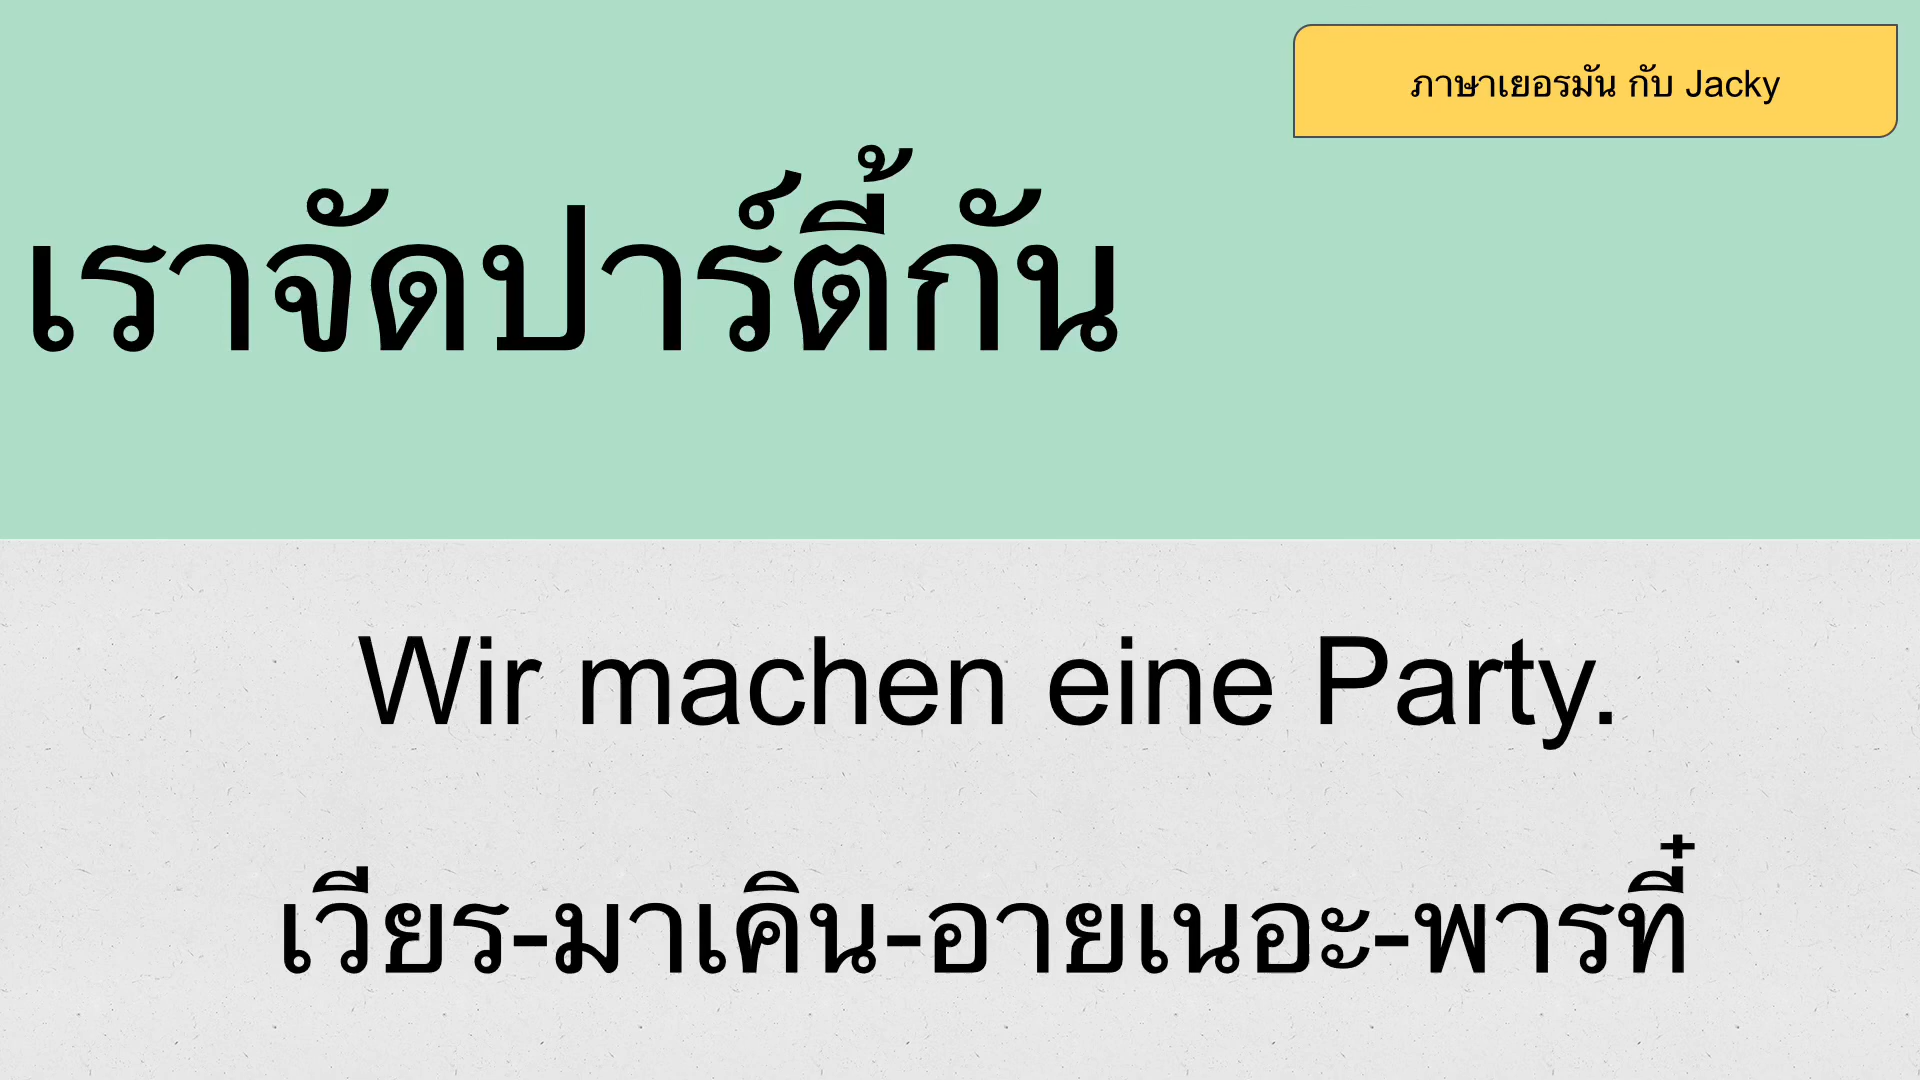 ภาษาเยอรมัน กับ Jacky
เราจัดปาร์ตี้กัน
Wir machen eine Party.
เวียร-มาเคิน-อายเนอะ-พารที๋